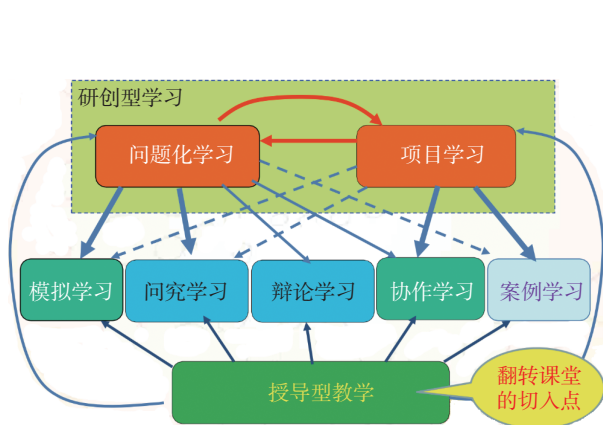 研创型学习
问题化学习
项目学习
模拟学习
问究学习
辩论学习
协作学习
案例学习
授导型教学
翻转课堂
的切入点